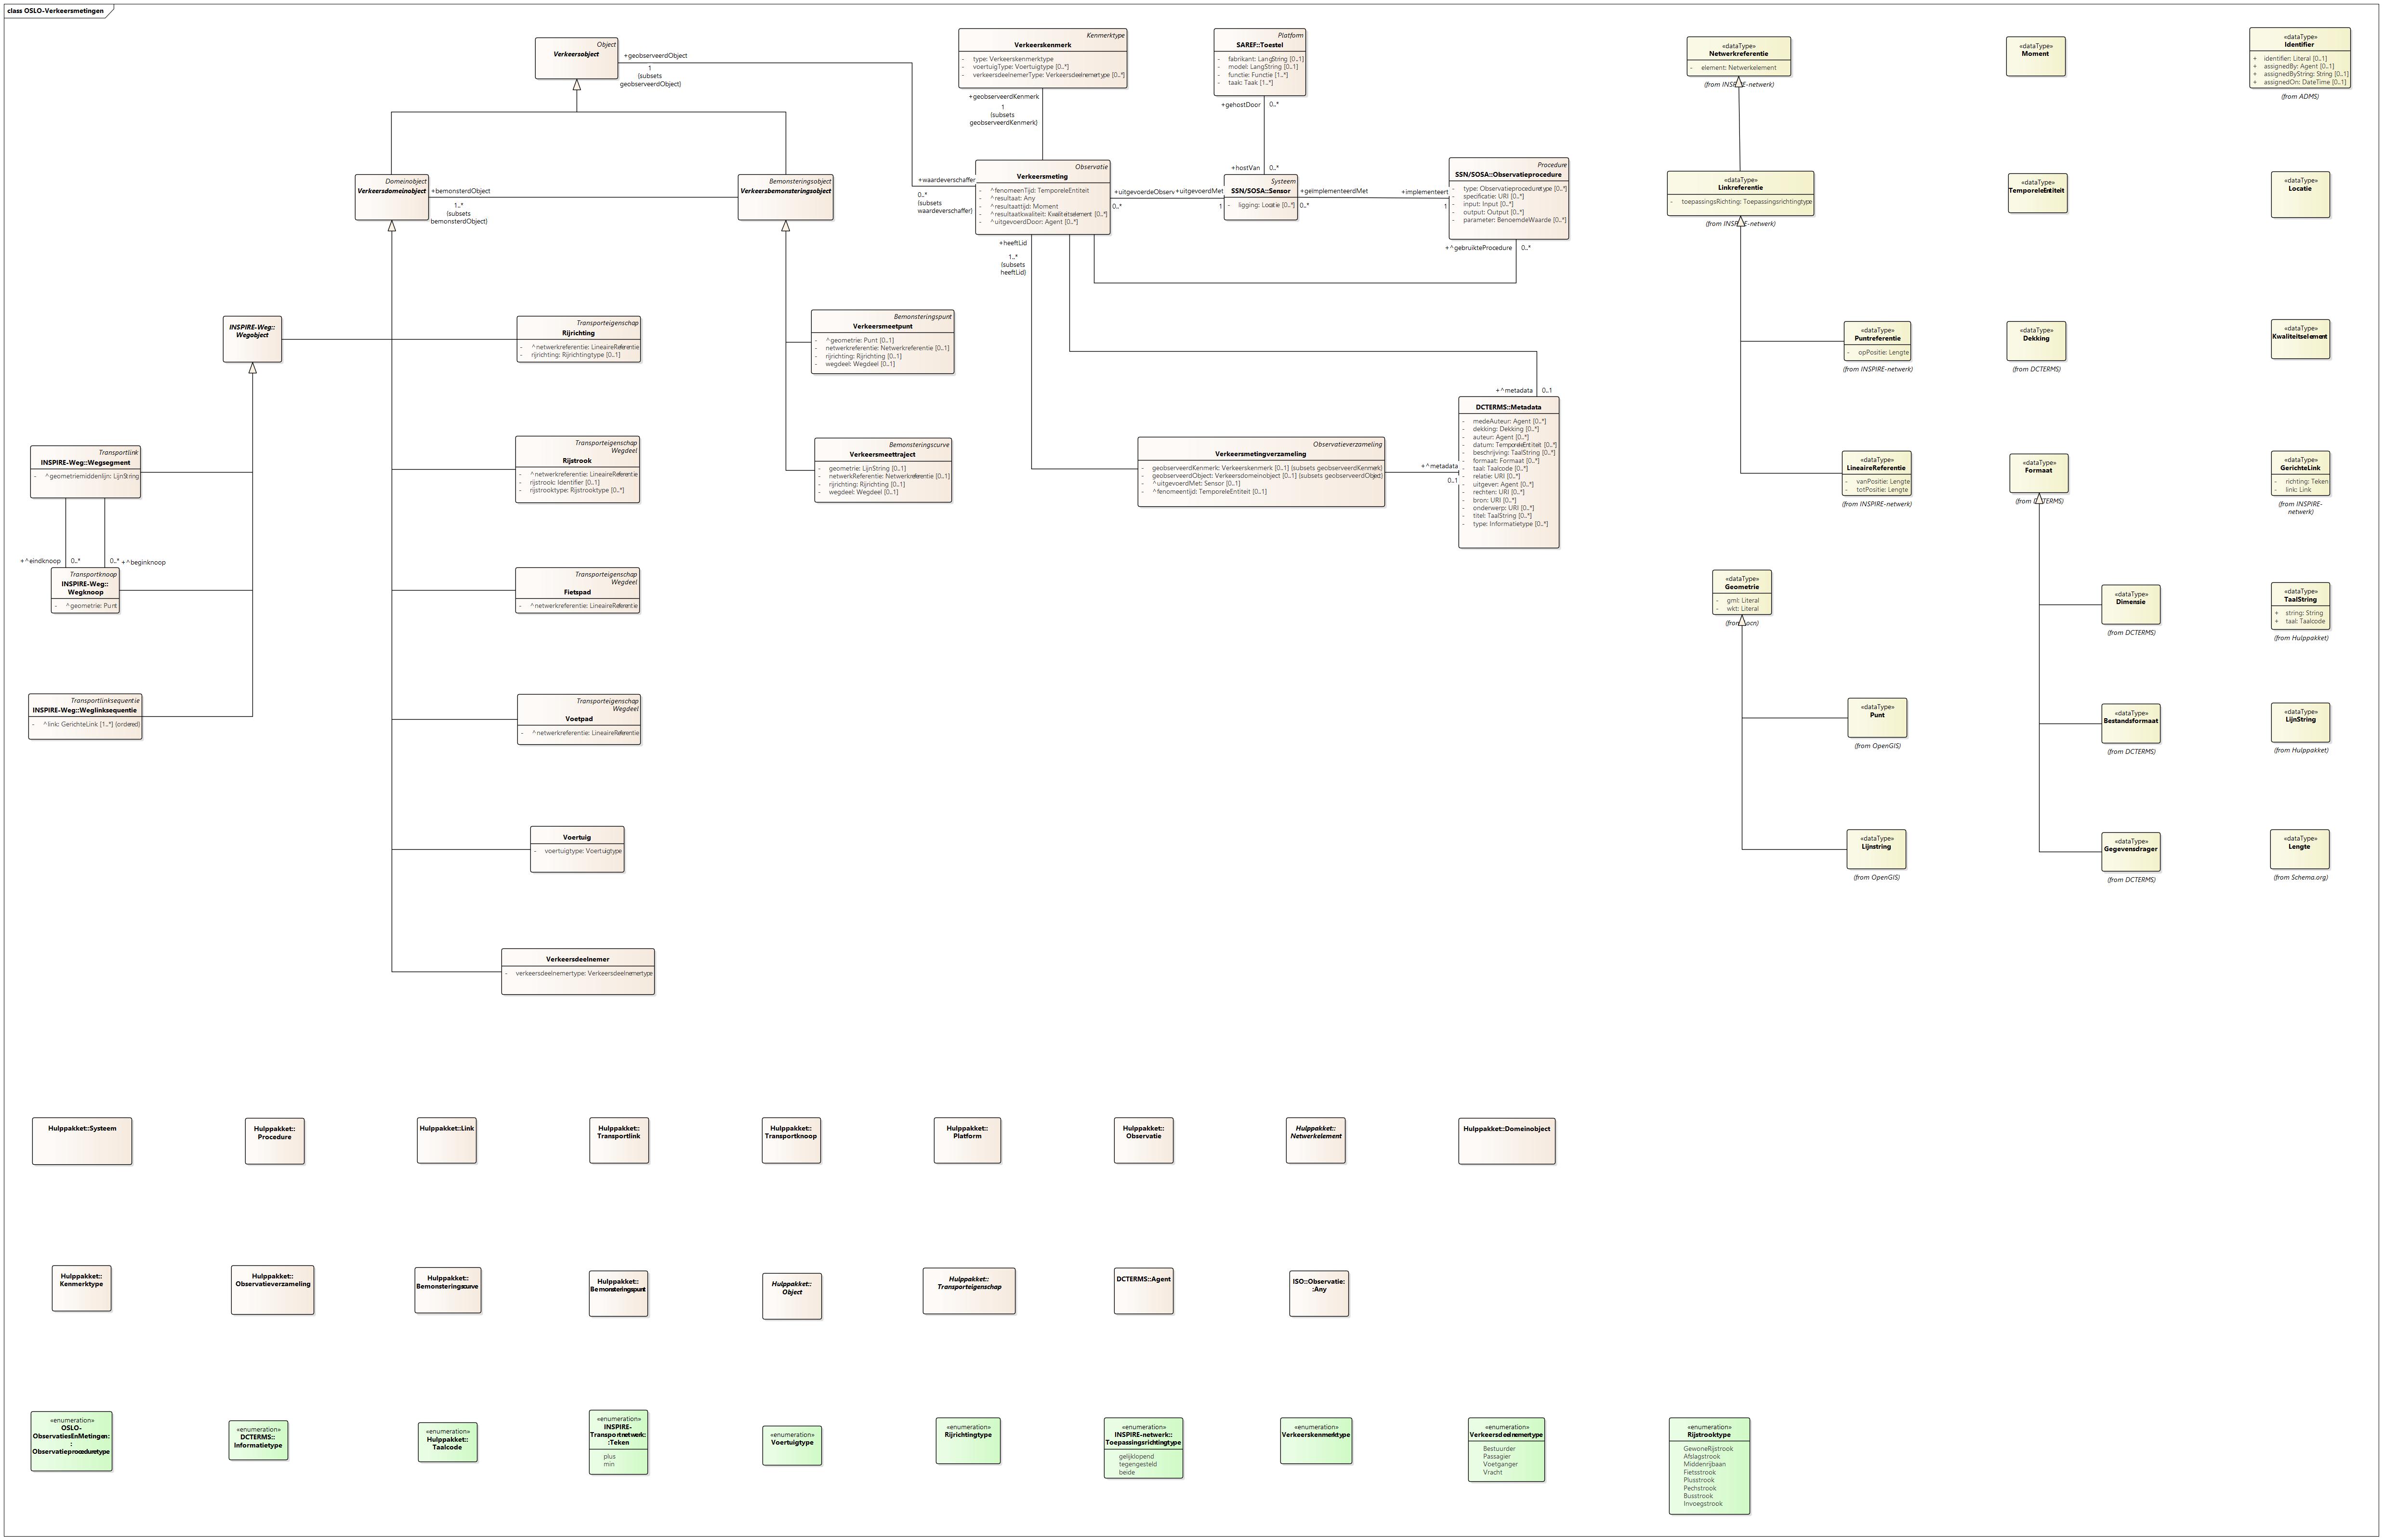 class OSLO-Verkeersmetingen
Object
Verkeersobject
+geobserveerdObject
1
{subsets
geobserveerdObject}
Kenmerktype
Verkeerskenmerk
- type: Verkeerskenmerktype
- voertuigType: Voertuigtype [0..*]
- verkeersdeelnemerType: Verkeersdeelnemertype [0..*]
+geobserveerdKenmerk
1
{subsets
geobserveerdKenmerk}
Platform
SAREF::Toestel
- fabrikant: LangString [0..1]
- model: LangString [0..1]
- functie: Functie [1..*]
- taak: Taak [1..*]
+gehostDoor 0..*
+hostVan 0..*
Domeinobject
Verkeersdomeinobject
+bemonsterdObject
1..*
{subsets
bemonsterdObject}
Bemonsteringsobject
Verkeersbemonsteringsobject
+waardeverschaffer
0..*
{subsets
waardeverschaffer}
Observatie
Verkeersmeting
- ^fenomeenTijd: TemporeleEntiteit
- ^resultaat: Any
- ^resultaattijd: Moment
- ^resultaatkwaliteit: Kwaliteitselement [0..*]
- ^uitgevoerdDoor: Agent [0..*]
+uitgevoerdeObserv
0..*
+uitgevoerdMet
1
Systeem
SSN/SOSA::Sensor
- ligging: Locatie [0..*]
+geimplementeerdMet
0..*
+implementeert
1
Procedure
SSN/SOSA::Observatieprocedure
- type: Observatieproceduretype [0..*]
- specificatie: URI [0..*]
- input: Input [0..*]
- output: Output [0..*]
- parameter: BenoemdeWaarde [0..*]
+^gebruikteProcedure 0..*
+heeftLid
1..*
{subsets
heeftLid}
INSPIRE-Weg::
Wegobject
Transporteigenschap
Rijrichting
- ^netwerkreferentie: LineaireReferentie
- rijrichting: Rijrichtingtype [0..1]
Bemonsteringspunt
Verkeersmeetpunt
- ^geometrie: Punt [0..1]
- netwerkreferentie: Netwerkreferentie [0..1]
- rijrichting: Rijrichting [0..1]
- wegdeel: Wegdeel [0..1]
Transportlink
INSPIRE-Weg::Wegsegment
- ^geometriemiddenlijn: LijnString
Transporteigenschap
Wegdeel
Rijstrook
- ^netwerkreferentie: LineaireReferentie
- rijstrook: Identifier [0..1]
- rijstrooktype: Rijstrooktype [0..*]
Bemonsteringscurve
Verkeersmeettraject
- geometrie: LijnString [0..1]
- netwerkReferentie: Netwerkreferentie [0..1]
- rijrichting: Rijrichting [0..1]
- wegdeel: Wegdeel [0..1]
Observatieverzameling
Verkeersmetingverzameling
- geobserveerdKenmerk: Verkeerskenmerk [0..1] {subsets geobserveerdKenmerk}
- geobserveerdObject: Verkeersdomeinobject [0..1] {subsets geobserveerdObject}
- ^uitgevoerdMet: Sensor [0..1]
- ^fenomeentijd: TemporeleEntiteit [0..1]
+^metadata
0..1
+^metadata 0..1
DCTERMS::Metadata
- medeAuteur: Agent [0..*]
- dekking: Dekking [0..*]
- auteur: Agent [0..*]
- datum: TemporeleEntiteit [0..*]
- beschrijving: TaalString [0..*]
- formaat: Formaat [0..*]
- taal: Taalcode [0..*]
- relatie: URI [0..*]
- uitgever: Agent [0..*]
- rechten: URI [0..*]
- bron: URI [0..*]
- onderwerp: URI [0..*]
- titel: TaalString [0..*]
- type: Informatietype [0..*]
+^eindknoop 0..*
0..* +^beginknoop
Transportknoop
INSPIRE-Weg::
Wegknoop
- ^geometrie: Punt
Transporteigenschap
Wegdeel
Fietspad
- ^netwerkreferentie: LineaireReferentie
Transportlinksequentie
INSPIRE-Weg::Weglinksequentie
- ^link: GerichteLink [1..*] {ordered}
Transporteigenschap
Wegdeel
Voetpad
- ^netwerkreferentie: LineaireReferentie
Voertuig
- voertuigtype: Voertuigtype
Verkeersdeelnemer
- verkeersdeelnemertype: Verkeersdeelnemertype
«dataType»
Netwerkreferentie
- element: Netwerkelement
(from INSPIRE-netwerk)
«dataType»
Moment
«dataType»
Identifier
+ identifier: Literal [0..1]
+ assignedBy: Agent [0..1]
+ assignedByString: String [0..1]
+ assignedOn: DateTime [0..1]
(from ADMS)
«dataType»
Linkreferentie
- toepassingsRichting: Toepassingsrichtingtype
(from INSPIRE-netwerk)
«dataType»
TemporeleEntiteit
«dataType»
Locatie
«dataType»
Puntreferentie
- opPositie: Lengte
(from INSPIRE-netwerk)
«dataType»
Dekking
(from DCTERMS)
«dataType»
Kwaliteitselement
«dataType»
LineaireReferentie
- vanPositie: Lengte
- totPositie: Lengte
(from INSPIRE-netwerk)
«dataType»
Formaat
(from DCTERMS)
«dataType»
GerichteLink
- richting: Teken
- link: Link
(from INSPIRE-
netwerk)
«dataType»
Geometrie
- gml: Literal
- wkt: Literal
(from locn)
«dataType»
Dimensie
(from DCTERMS)
«dataType»
TaalString
+ string: String
+ taal: Taalcode
(from Hulppakket)
«dataType»
Punt
(from OpenGIS)
«dataType»
Bestandsformaat
(from DCTERMS)
«dataType»
LijnString
(from Hulppakket)
«dataType»
Lijnstring
(from OpenGIS)
«dataType»
Gegevensdrager
(from DCTERMS)
«dataType»
Lengte
(from Schema.org)
Hulppakket::Systeem
Hulppakket::
Procedure
Hulppakket::Link
Hulppakket::
Transportlink
Hulppakket::
Transportknoop
Hulppakket::
Platform
Hulppakket::
Observatie
Hulppakket::
Netwerkelement
Hulppakket::Domeinobject
Hulppakket::
Kenmerktype
Hulppakket::
Observatieverzameling
Hulppakket::
Bemonsteringscurve
Hulppakket::
Bemonsteringspunt
Hulppakket::
Object
Hulppakket::
Transporteigenschap
DCTERMS::Agent
ISO::Observatie:
:Any
«enumeration»
OSLO-
ObservatiesEnMetingen:
:
Observatieproceduretype
«enumeration»
DCTERMS::
Informatietype
«enumeration»
Hulppakket::
Taalcode
«enumeration»
INSPIRE-
Transportnetwerk:
:Teken
plus
min
«enumeration»
Voertuigtype
«enumeration»
Rijrichtingtype
«enumeration»
INSPIRE-netwerk::
Toepassingsrichtingtype
gelijklopend
tegengesteld
beide
«enumeration»
Verkeerskenmerktype
«enumeration»
Verkeersdeelnemertype
Bestuurder
Passagier
Voetganger
Vracht
«enumeration»
Rijstrooktype
GewoneRijstrook
Afslagstrook
Middenrijbaan
Fietsstrook
Plusstrook
Pechstrook
Busstrook
Invoegstrook